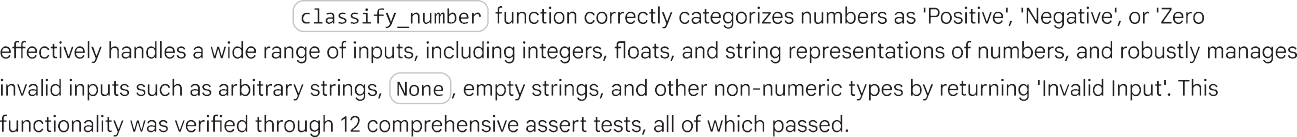 classify_number function correctly categorizes numbers as 'Positive', 'Negative', or 'Zero
effectively handles a wide range of inputs, including integers, floats, and string representations of numbers, and robustly manages
invalid inputs such as arbitrary strings, None, empty strings, and other non-numeric types by returning 'Invalid Input'. This
functionality was verified through 12 comprehensive assert tests, all of which passed.